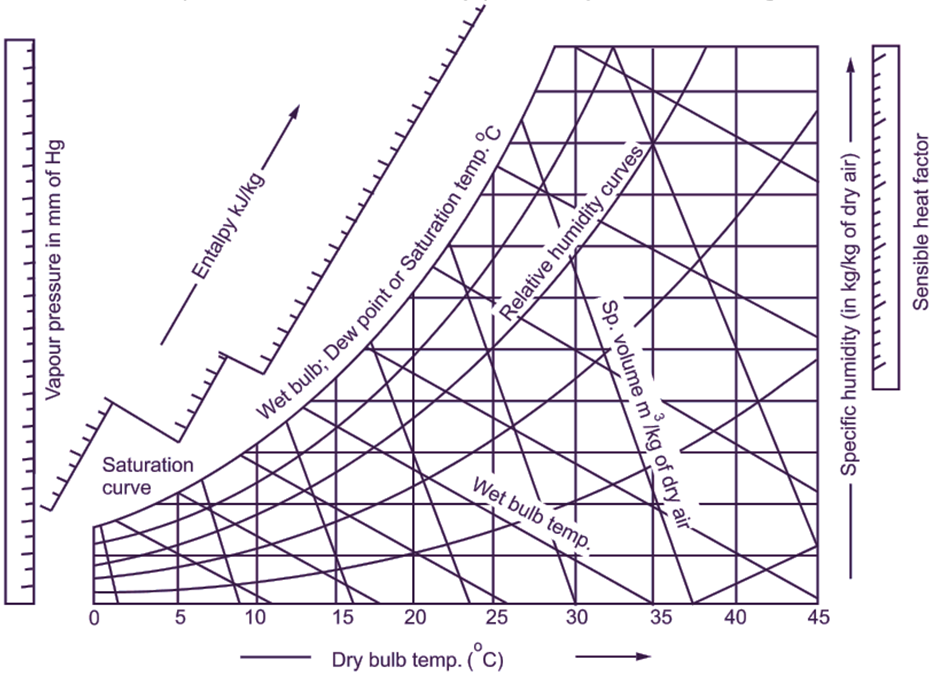 Vapour pressure in mm of Hg
Entalpy kJ/kg
Wet bulb; Dew point or Saturation temp. °C
Saturation
curve
Relative humidity curves
Sp. volume m³/kg of dry air
Wet bulb temp.
Specific humidity (in kg/kg of dry air)
Sensible heat factor
0 5 10 15 20 25 30 35 40 45
Dry bulb temp. (°C)